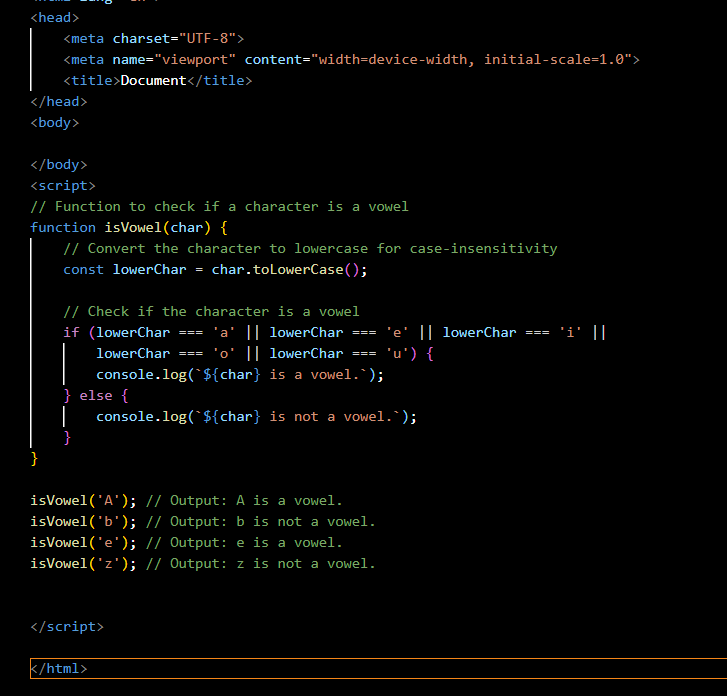 <head>
    <meta charset="UTF-8">
    <meta name="viewport" content="width=device-width, initial-scale=1.0">
    <title>Document</title>
</head>
<body>

</body>
<script>
// Function to check if a character is a vowel
function isVowel(char) {
    // Convert the character to lowercase for case-insensitivity
    const lowerChar = char.toLowerCase();

    // Check if the character is a vowel
    if (lowerChar === 'a' || lowerChar === 'e' || lowerChar === 'i' ||
        lowerChar === 'o' || lowerChar === 'u') {
        console.log(`${char} is a vowel.`);
    } else {
        console.log(`${char} is not a vowel.`);
    }
}

isVowel('A'); // Output: A is a vowel.
isVowel('b'); // Output: b is not a vowel.
isVowel('e'); // Output: e is a vowel.
isVowel('z'); // Output: z is not a vowel.


</script>

</html>